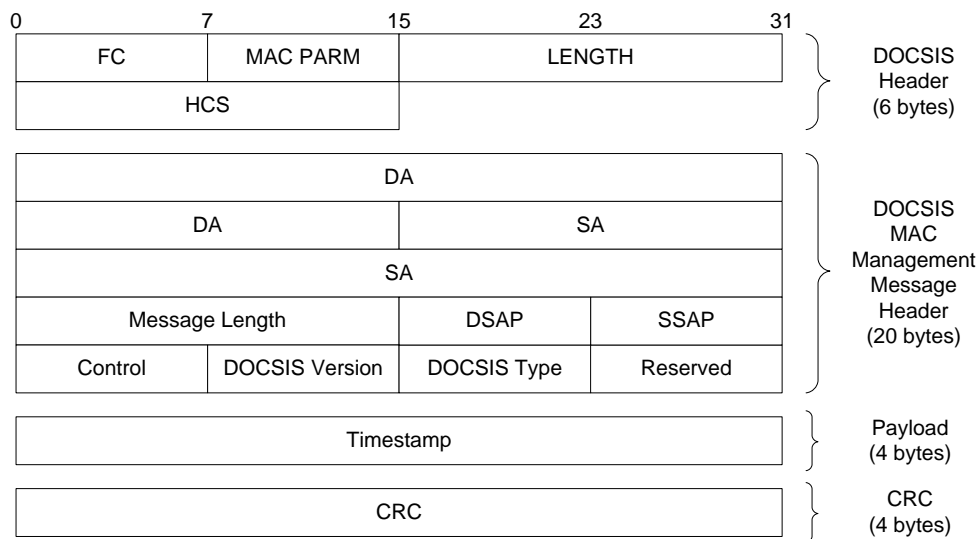 0 7 15 23 31
FC MAC PARM LENGTH
HCS
DOCSIS
Header
(6 bytes)
DA
DA SA
SA
Message Length DSAP SSAP
Control DOCSIS Version DOCSIS Type Reserved
DOCSIS
MAC
Management
Message
Header
(20 bytes)
Timestamp
Payload
(4 bytes)
CRC
CRC
(4 bytes)